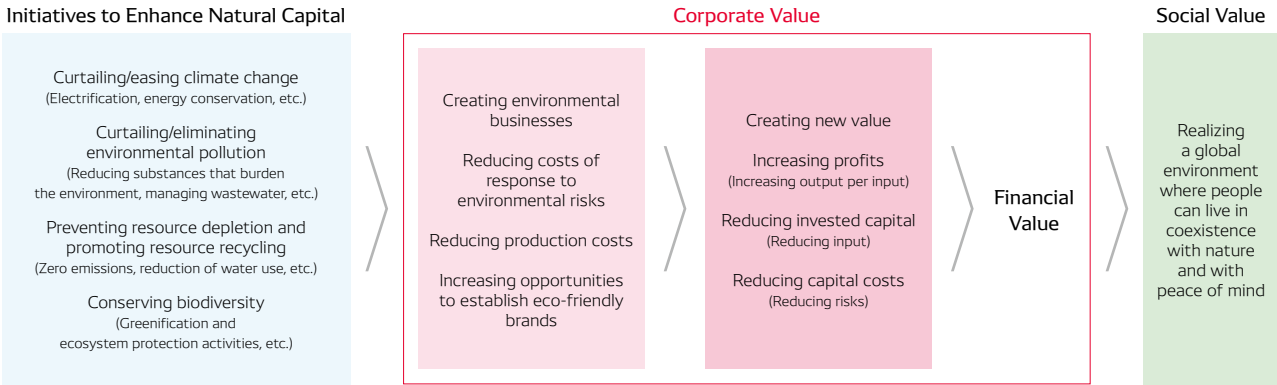 Initiatives to Enhance Natural Capital
Curtailing/easing climate change
(Electrification, energy conservation, etc.)
Curtailing/eliminating
environmental pollution
(Reducing substances that burden
the environment, managing wastewater, etc.)
Preventing resource depletion and
promoting resource recycling
(Zero emissions, reduction of water use, etc.)
Conserving biodiversity
(Greenification and
ecosystem protection activities, etc.)
Corporate Value
Creating environmental
businesses
Reducing costs of
response to
environmental risks
Reducing production costs
Increasing opportunities
to establish eco-friendly
brands
Creating new value
Increasing profits
(Increasing output per input)
Reducing invested capital
(Reducing input)
Reducing capital costs
(Reducing risks)
Financial
Value
Social Value
Realizing
a global
environment
where people
can live in
coexistence
with nature
and with
peace of mind